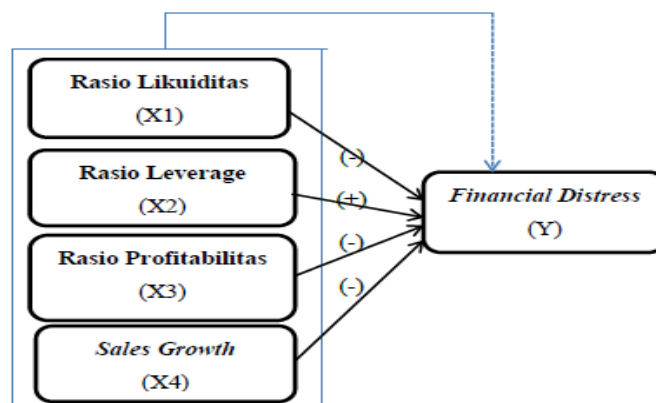 Rasio Likuiditas
(X1)
(-)
Rasio Leverage
(X2)
(+)
Financial Distress
(Y)
Rasio Profitabilitas
(X3)
(-)
(-)
Sales Growth
(X4)